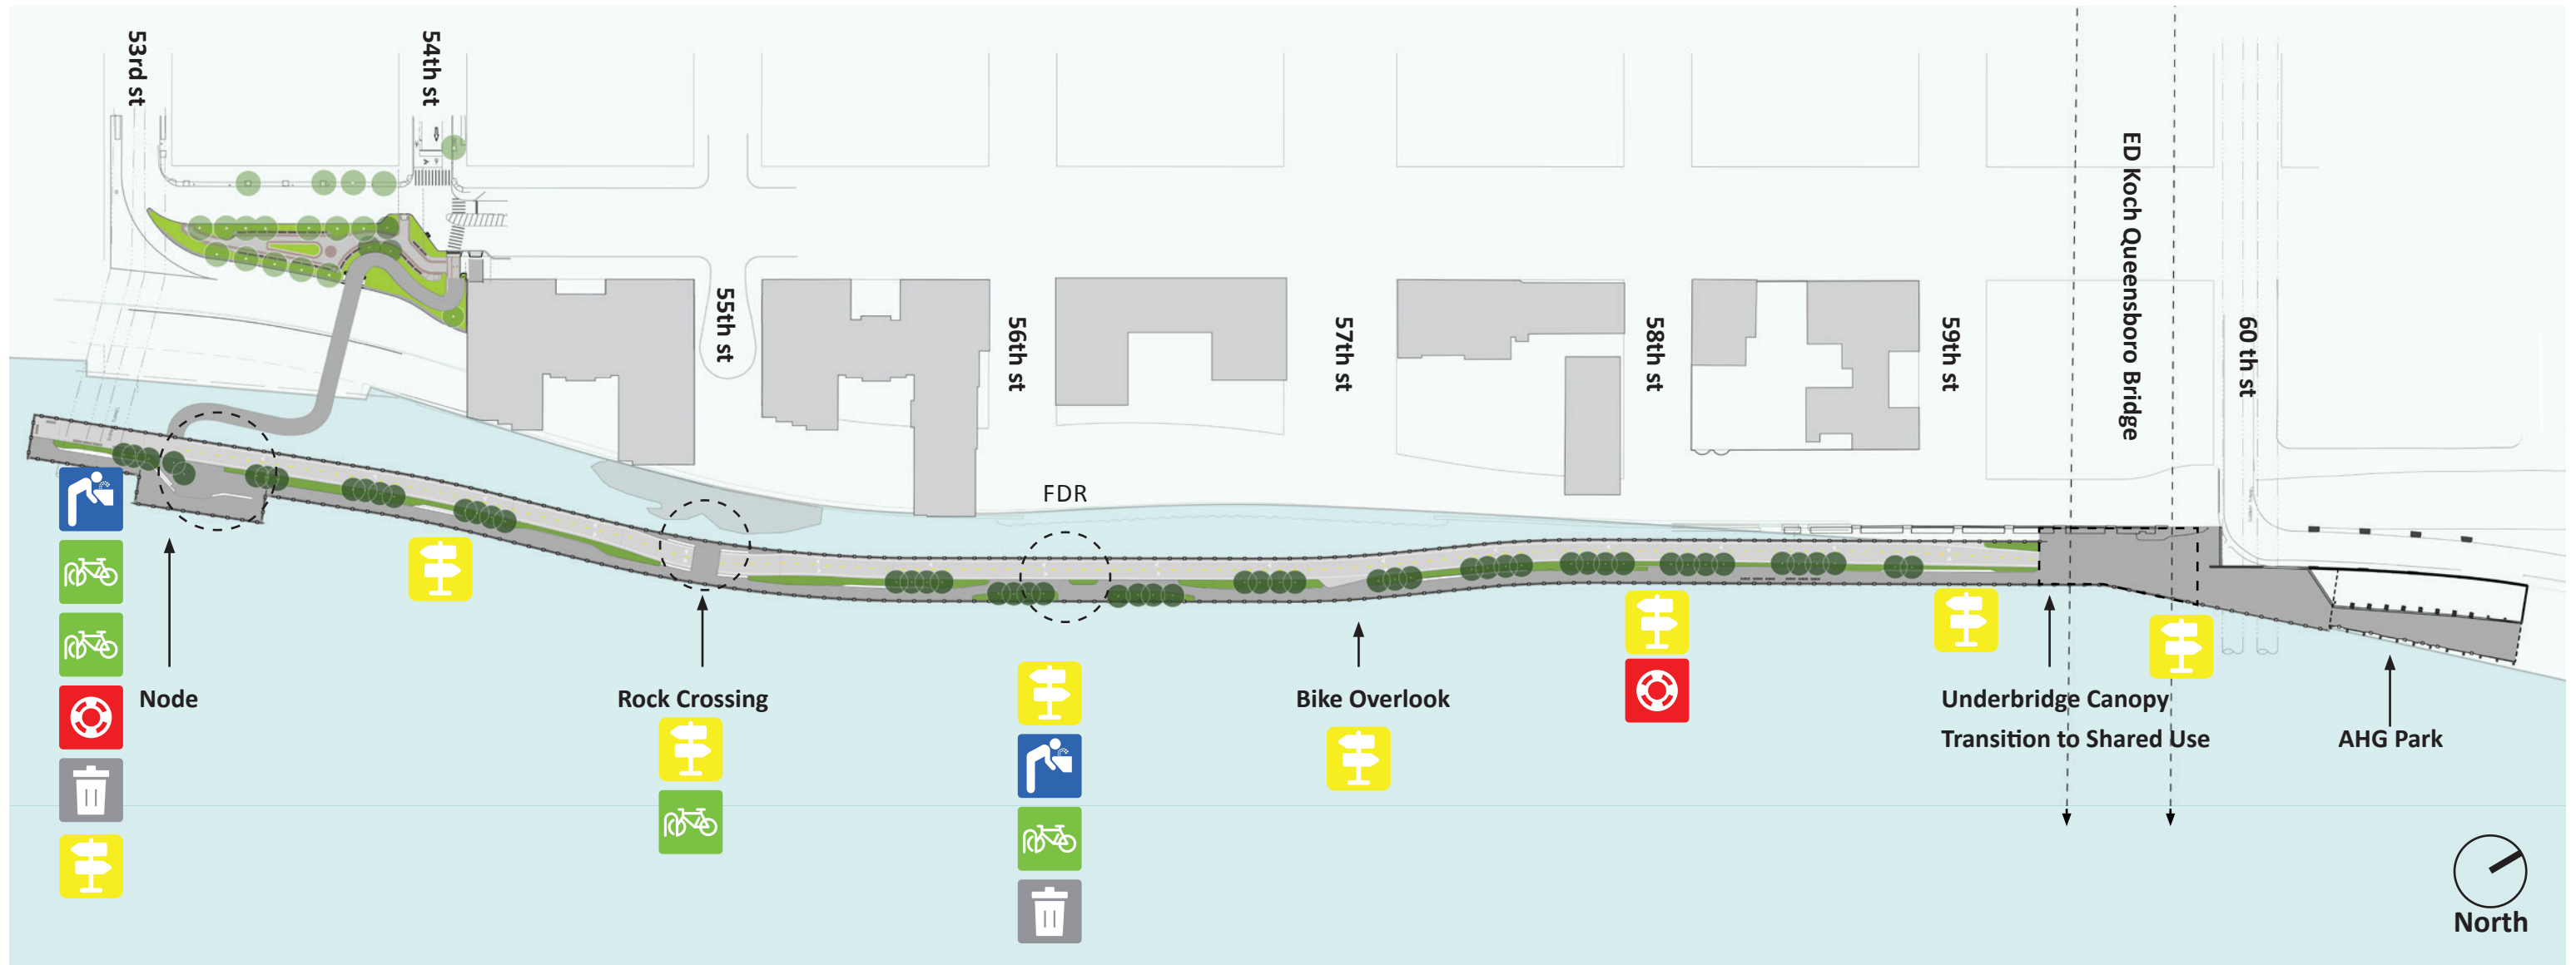 53rd st
54th st
55th st
56th st
57th st
58th st
59th st
ED Koch Queensboro Bridge
60 th st
FDR
Node
Rock Crossing
Bike Overlook
Underbridge Canopy
Transition to Shared Use
AHG Park
North